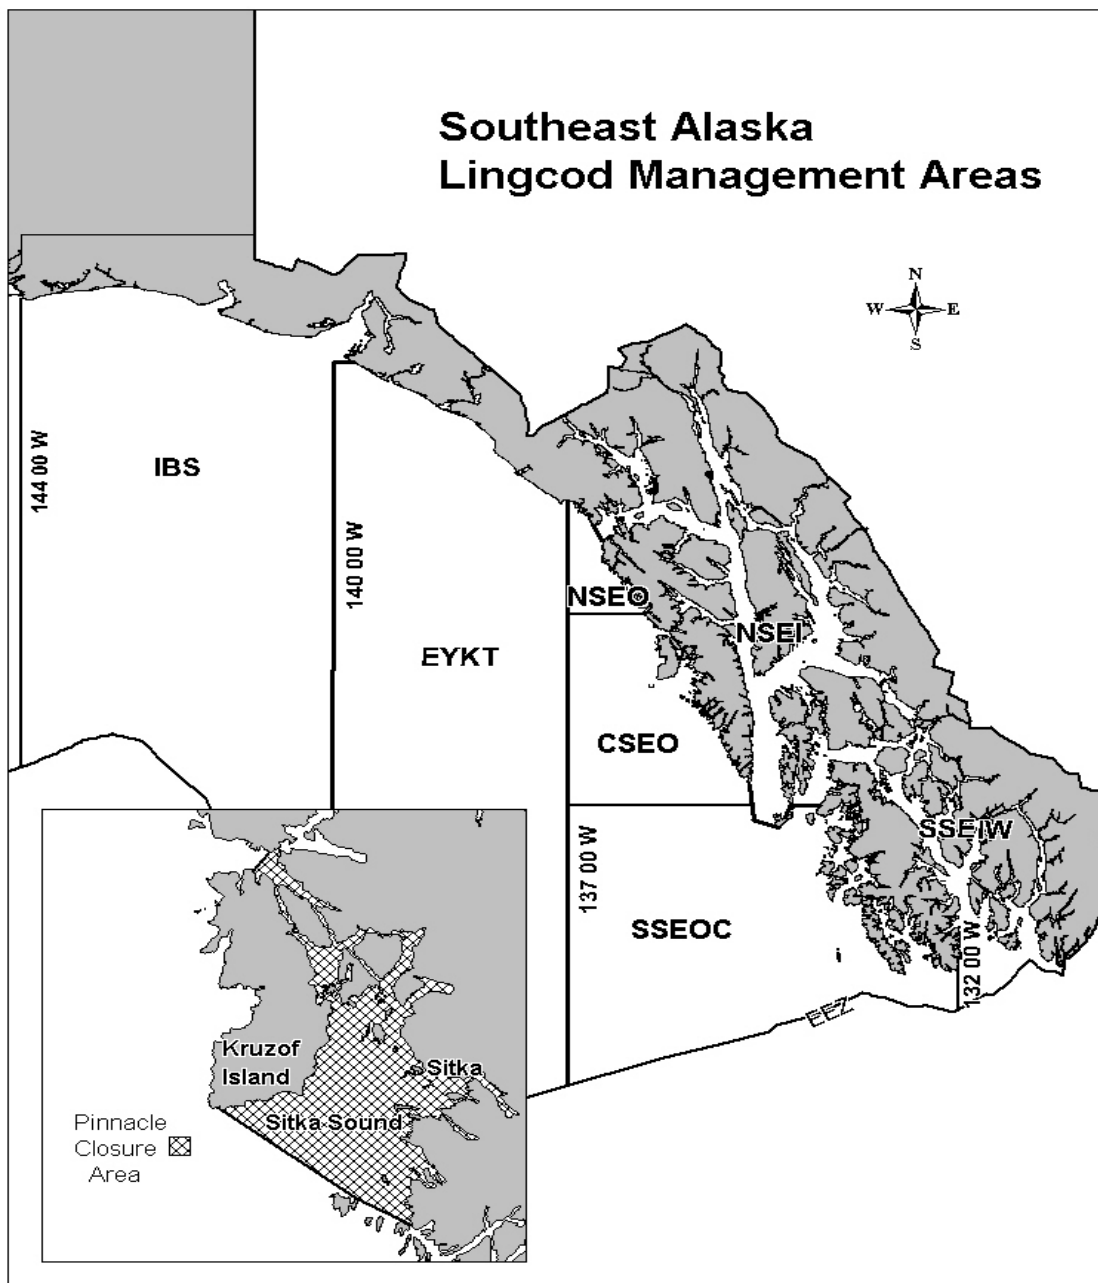 Southeast Alaska
Lingcod Management Areas
N
W E
S
144 00 W
IBS
140 00 W
EYKT
NSEO
NSEI
CSEO
137 00 W
SSEOC
SSEIW
132 00 W
EEZ
Kruzof
Island
Sitka
Sitka Sound
Pinnacle
Closure
Area